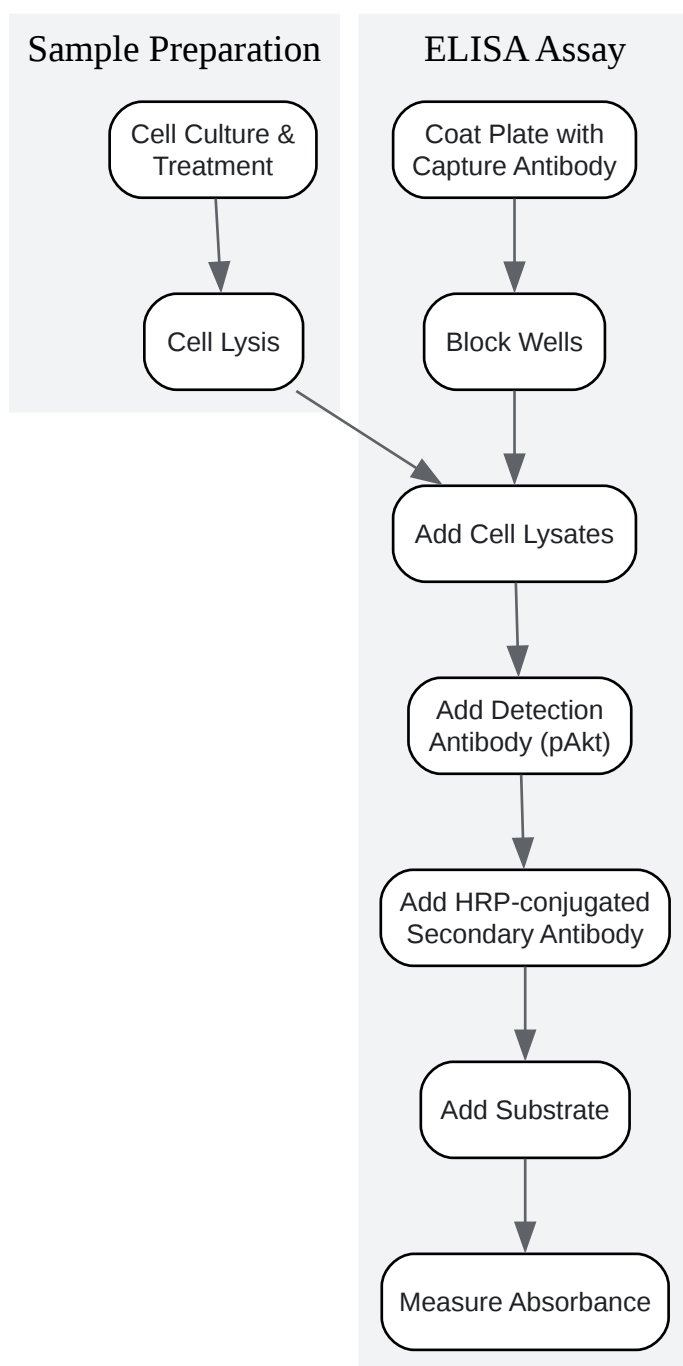 Sample Preparation
Cell Culture &
Treatment
Cell Lysis
ELISA Assay
Coat Plate with
Capture Antibody
Block Wells
Add Cell Lysates
Add Detection
Antibody (pAkt)
Add HRP-conjugated
Secondary Antibody
Add Substrate
Measure Absorbance